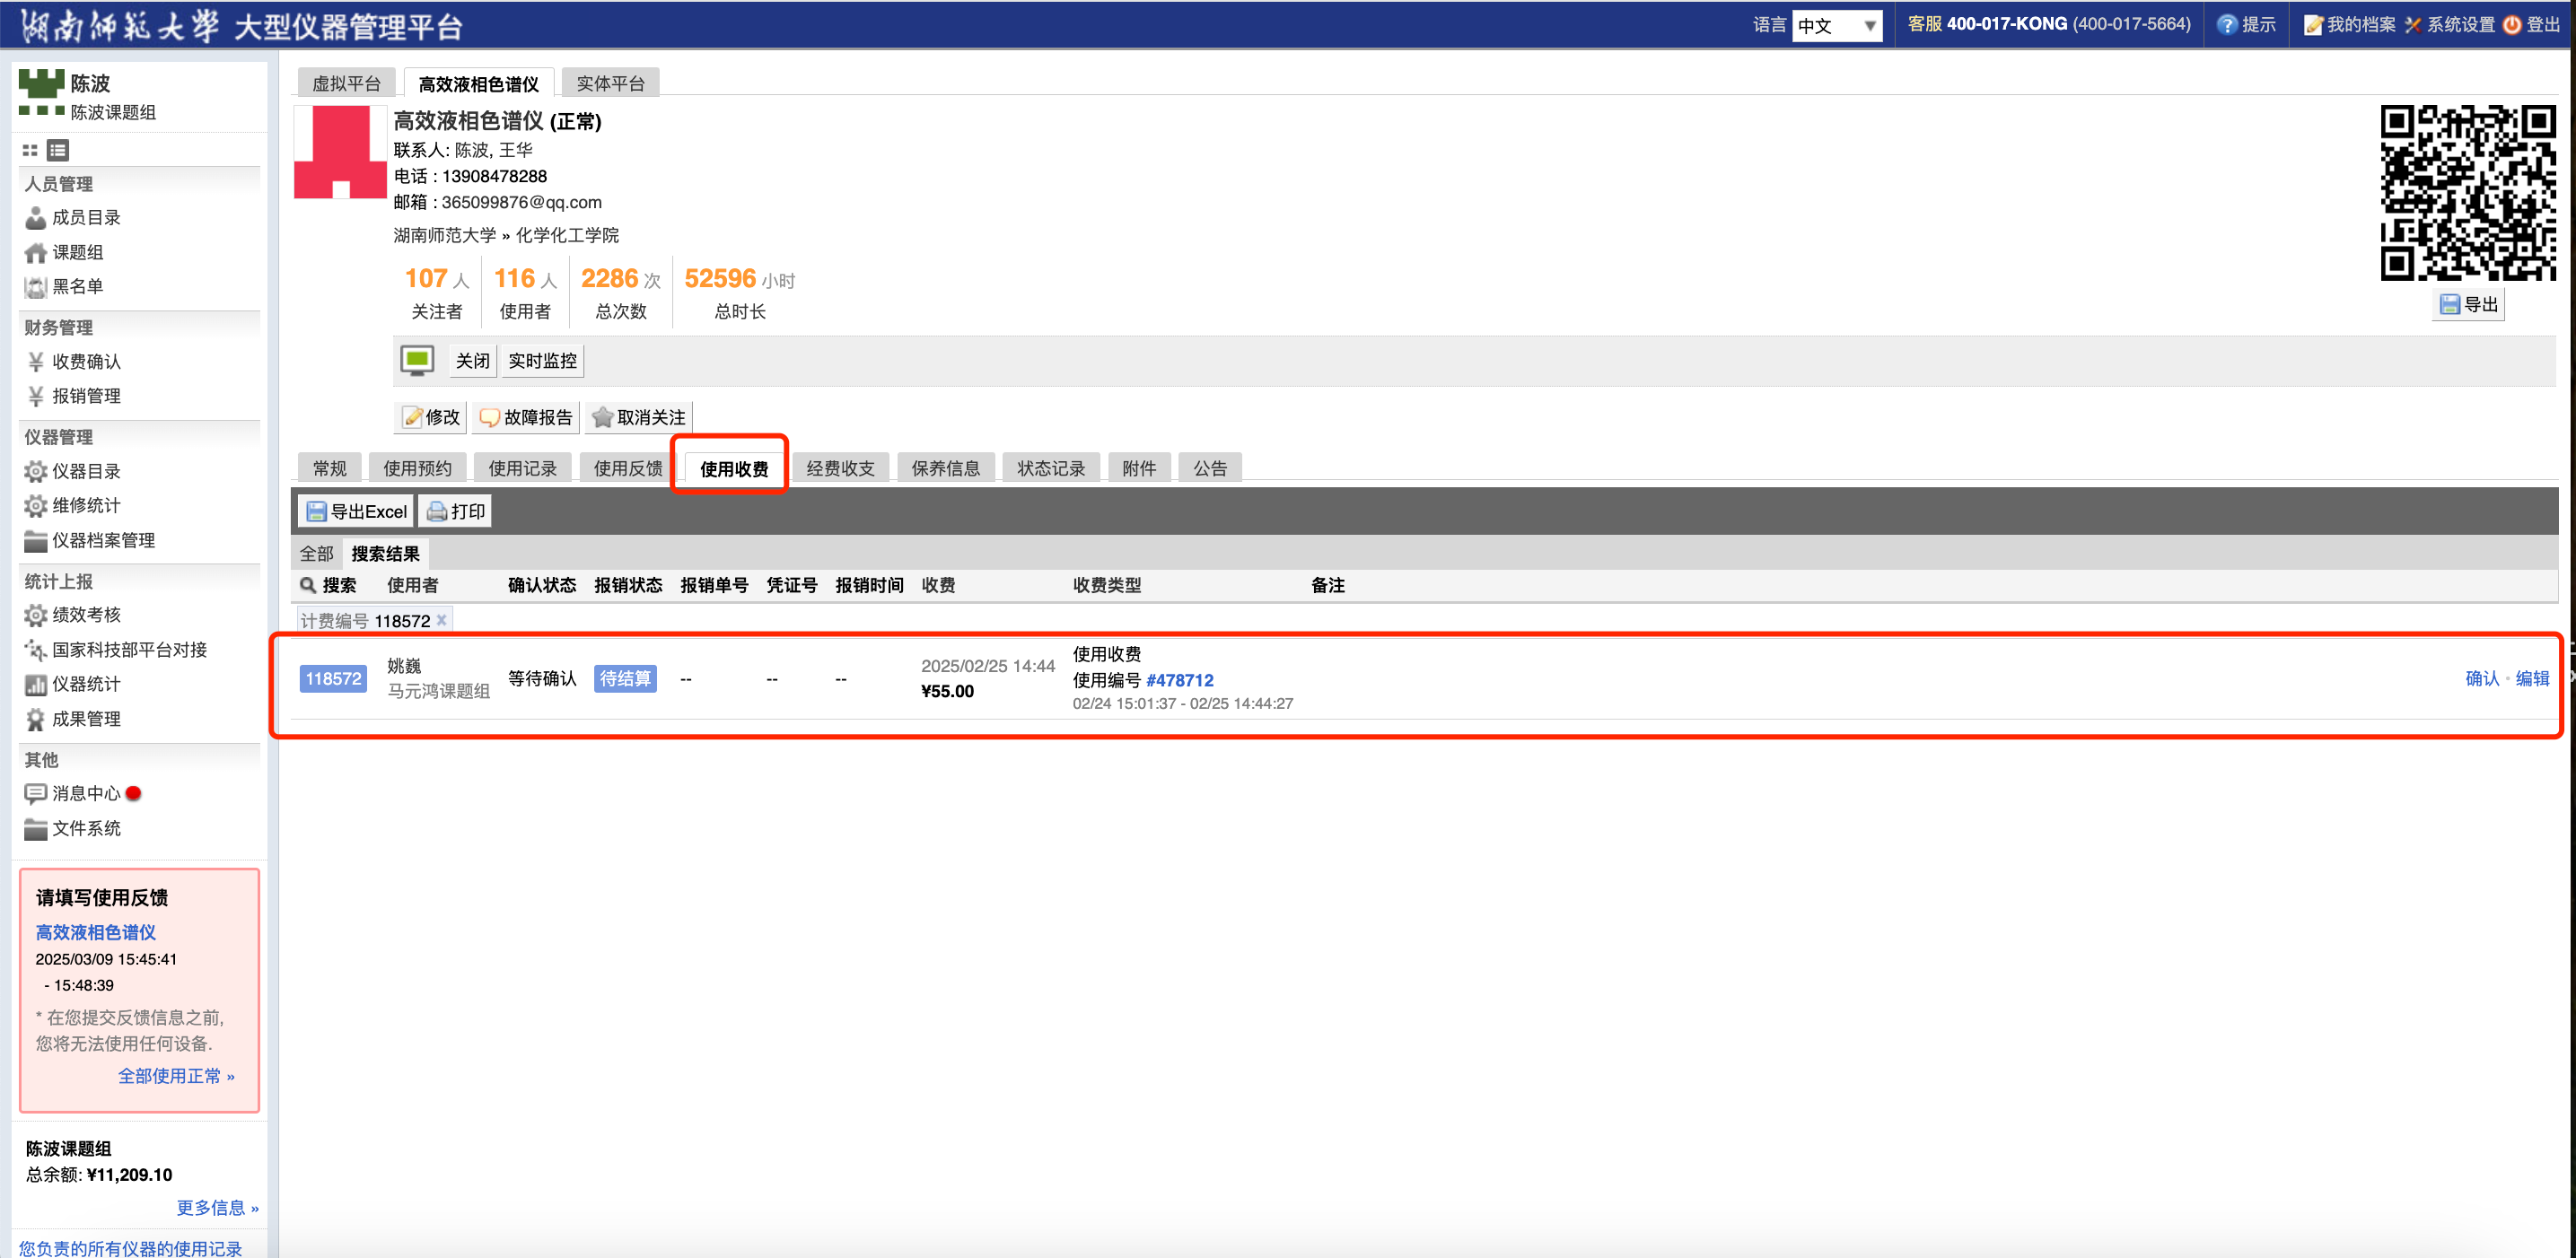 湖南师范大学 大型仪器管理平台
语言 中文 客服 400-017-KONG (400-017-5664) 提示 我的档案 系统设置 登出
陈波
陈波课题组
人员管理
成员目录
课题组
黑名单
财务管理
收费确认
报销管理
仪器管理
仪器目录
维修统计
仪器档案管理
统计上报
绩效考核
国家科技部平台对接
仪器统计
成果管理
其他
消息中心
文件系统
请填写使用反馈
高效液相色谱仪
2025/03/09 15:45:41
- 15:48:39
* 在您提交反馈信息之前,
您将无法使用任何设备.
全部使用正常 »
陈波课题组
总余额: ¥11,209.10
更多信息 »
您负责的所有仪器的使用记录
虚拟平台 高效液相色谱仪 实体平台
高效液相色谱仪 (正常)
联系人: 陈波, 王华
电话 : 13908478288
邮箱 : 365099876@qq.com
湖南师范大学 » 化学化工学院
107 人 116 人 2286 次 52596 小时
关注者 使用者 总次数 总时长
导出
关闭 实时监控
修改 故障报告 取消关注
常规 使用预约 使用记录 使用反馈 使用收费 经费收支 保养信息 状态记录 附件 公告
导出Excel 打印
全部 搜索结果
搜索 使用者 确认状态 报销状态 报销单号 凭证号 报销时间 收费 收费类型 备注
计费编号 118572 ×
118572 姚巍 等待确认 待结算 -- -- -- 2025/02/25 14:44 使用收费 确认 · 编辑
马元鸿课题组 ¥55.00 使用编号 #478712
02/24 15:01:37 - 02/25 14:44:27